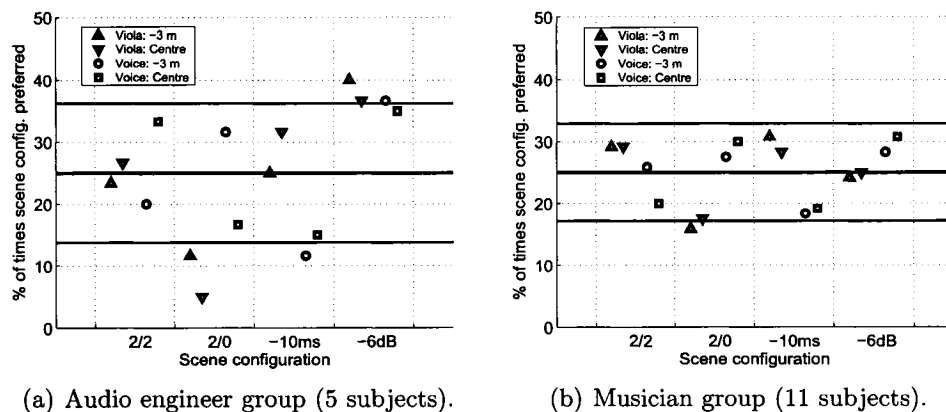 50
40
30
20
10
0
% of times scene config. preferred
Viola: −3 m
Viola: Centre
Voice: −3 m
Voice: Centre
2/2 2/0 −10ms −6dB
Scene configuration
(a) Audio engineer group (5 subjects).
50
40
30
20
10
0
% of times scene config. preferred
Viola: −3 m
Viola: Centre
Voice: −3 m
Voice: Centre
2/2 2/0 −10ms −6dB
Scene configuration
(b) Musician group (11 subjects).